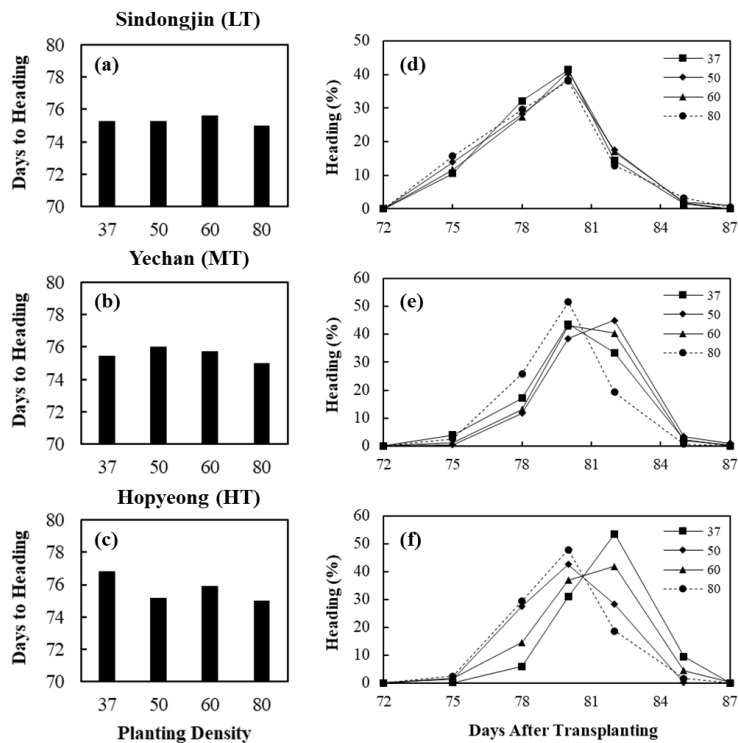 Sindongjin (LT)
Days to Heading
80
78
76
74
72
70
(a)
37 50 60 80
Heading (%)
50
40
30
20
10
0
(d)
37
50
60
80
72 75 78 81 84 87
Yechan (MT)
Days to Heading
80
78
76
74
72
70
(b)
37 50 60 80
Heading (%)
60
50
40
30
20
10
0
(e)
37
50
60
80
72 75 78 81 84 87
Hopyeong (HT)
Days to Heading
80
78
76
74
72
70
(c)
37 50 60 80
Planting Density
Heading (%)
60
50
40
30
20
10
0
(f)
37
50
60
80
72 75 78 81 84 87
Days After Transplanting